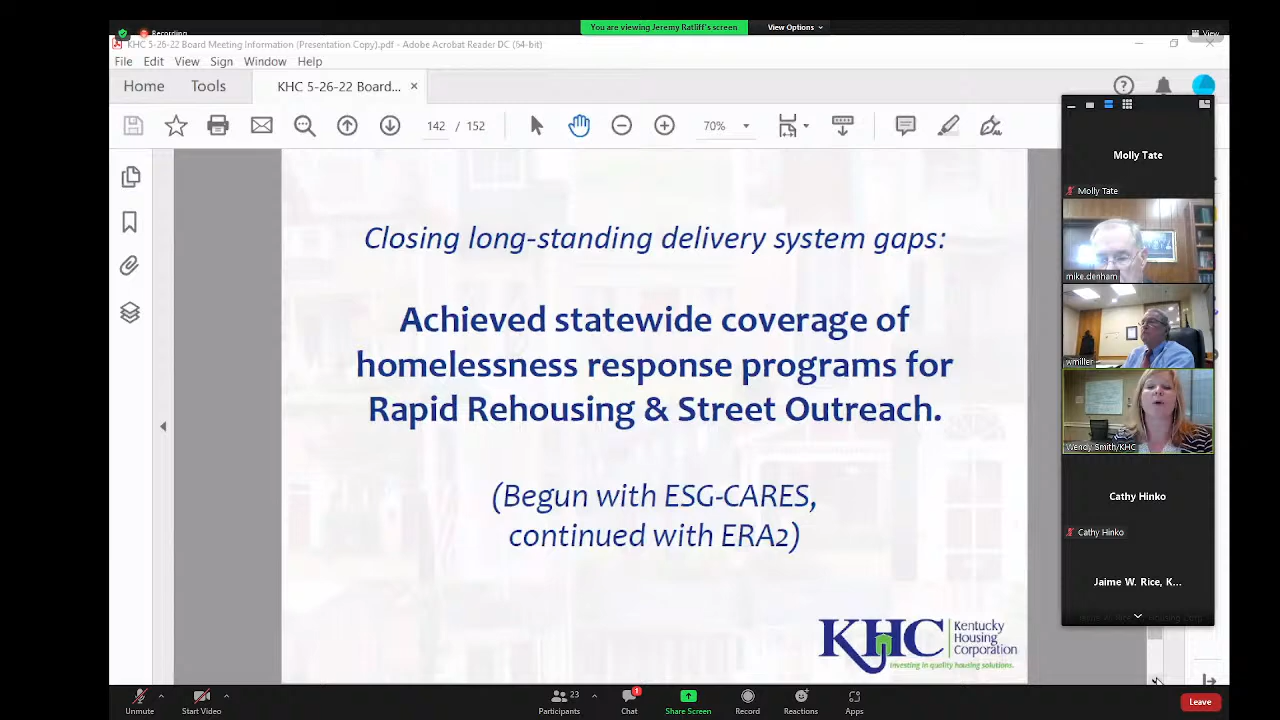 Recording
You are viewing Jeremy Ratliff's screen
View Options
View
KHC 5-26-22 Board Meeting Information (Presentation Copy).pdf - Adobe Acrobat Reader DC (64-bit)
File Edit View Sign Window Help
Home Tools KHC 5-26-22 Board... ×
142 / 152
70%
Closing long-standing delivery system gaps:
Achieved statewide coverage of
homelessness response programs for
Rapid Rehousing & Street Outreach.
(Begun with ESG-CARES,
continued with ERA2)
KHC
Kentucky
Housing
Corporation
Investing in quality housing solutions.
Molly Tate
Molly Tate
mike.denham
wmiller
Wendy Smith/KHC
Cathy Hinko
Cathy Hinko
Jaime W. Rice, K...
Unmute
Start Video
23
Participants
1
Chat
Share Screen
Record
Reactions
Apps
Leave